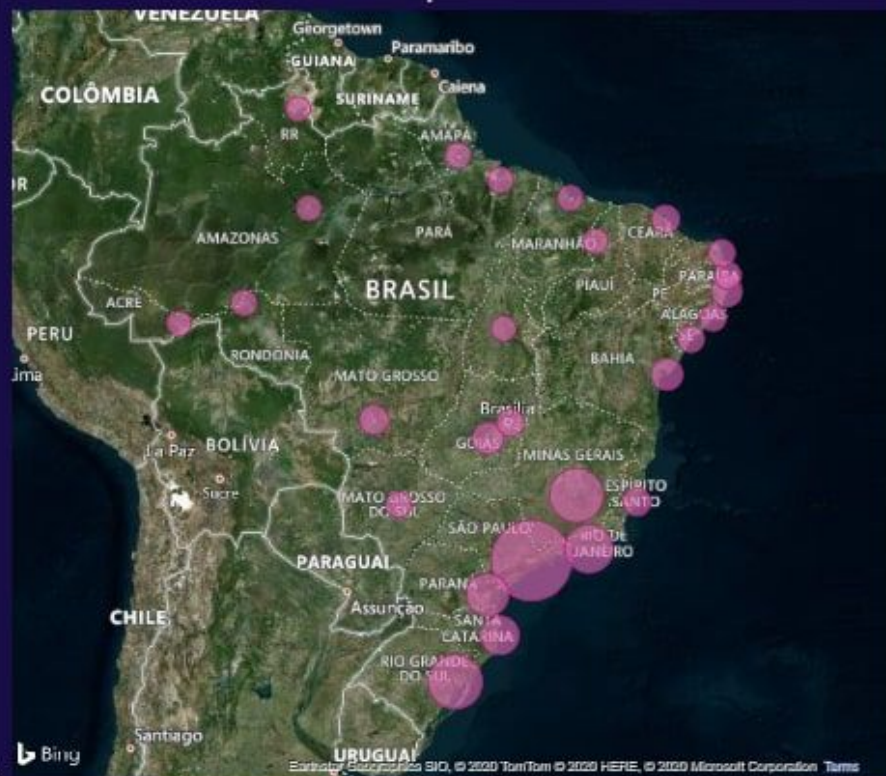 VENEZUELA
Georgetown
Paramaribo
GUIANA
Caiena
COLÔMBIA
SURINAME
RR
AMAPÁ
AMAZONAS
PARÁ
MARANHÃO
CEARÁ
PARAÍBA
BRASIL
PIAUÍ
PE
ACRE
ALAGOAS
PERU
SE
RONDÔNIA
BAHIA
MATO GROSSO
Brasília
BOLÍVIA
GOIÁS
La Paz
MINAS GERAIS
Sucre
ESPÍRITO
SANTO
MATO GROSSO
DO SUL
SÃO PAULO
RIO DE
JANEIRO
PARAGUAI
PARANÁ
Assunção
CHILE
SANTA
CATARINA
RIO GRANDE
DO SUL
Santiago
Bing
URUGUAI
Earthstar Geographics SIO, © 2020 TomTom © 2020 HERE, © 2020 Microsoft Corporation Terms